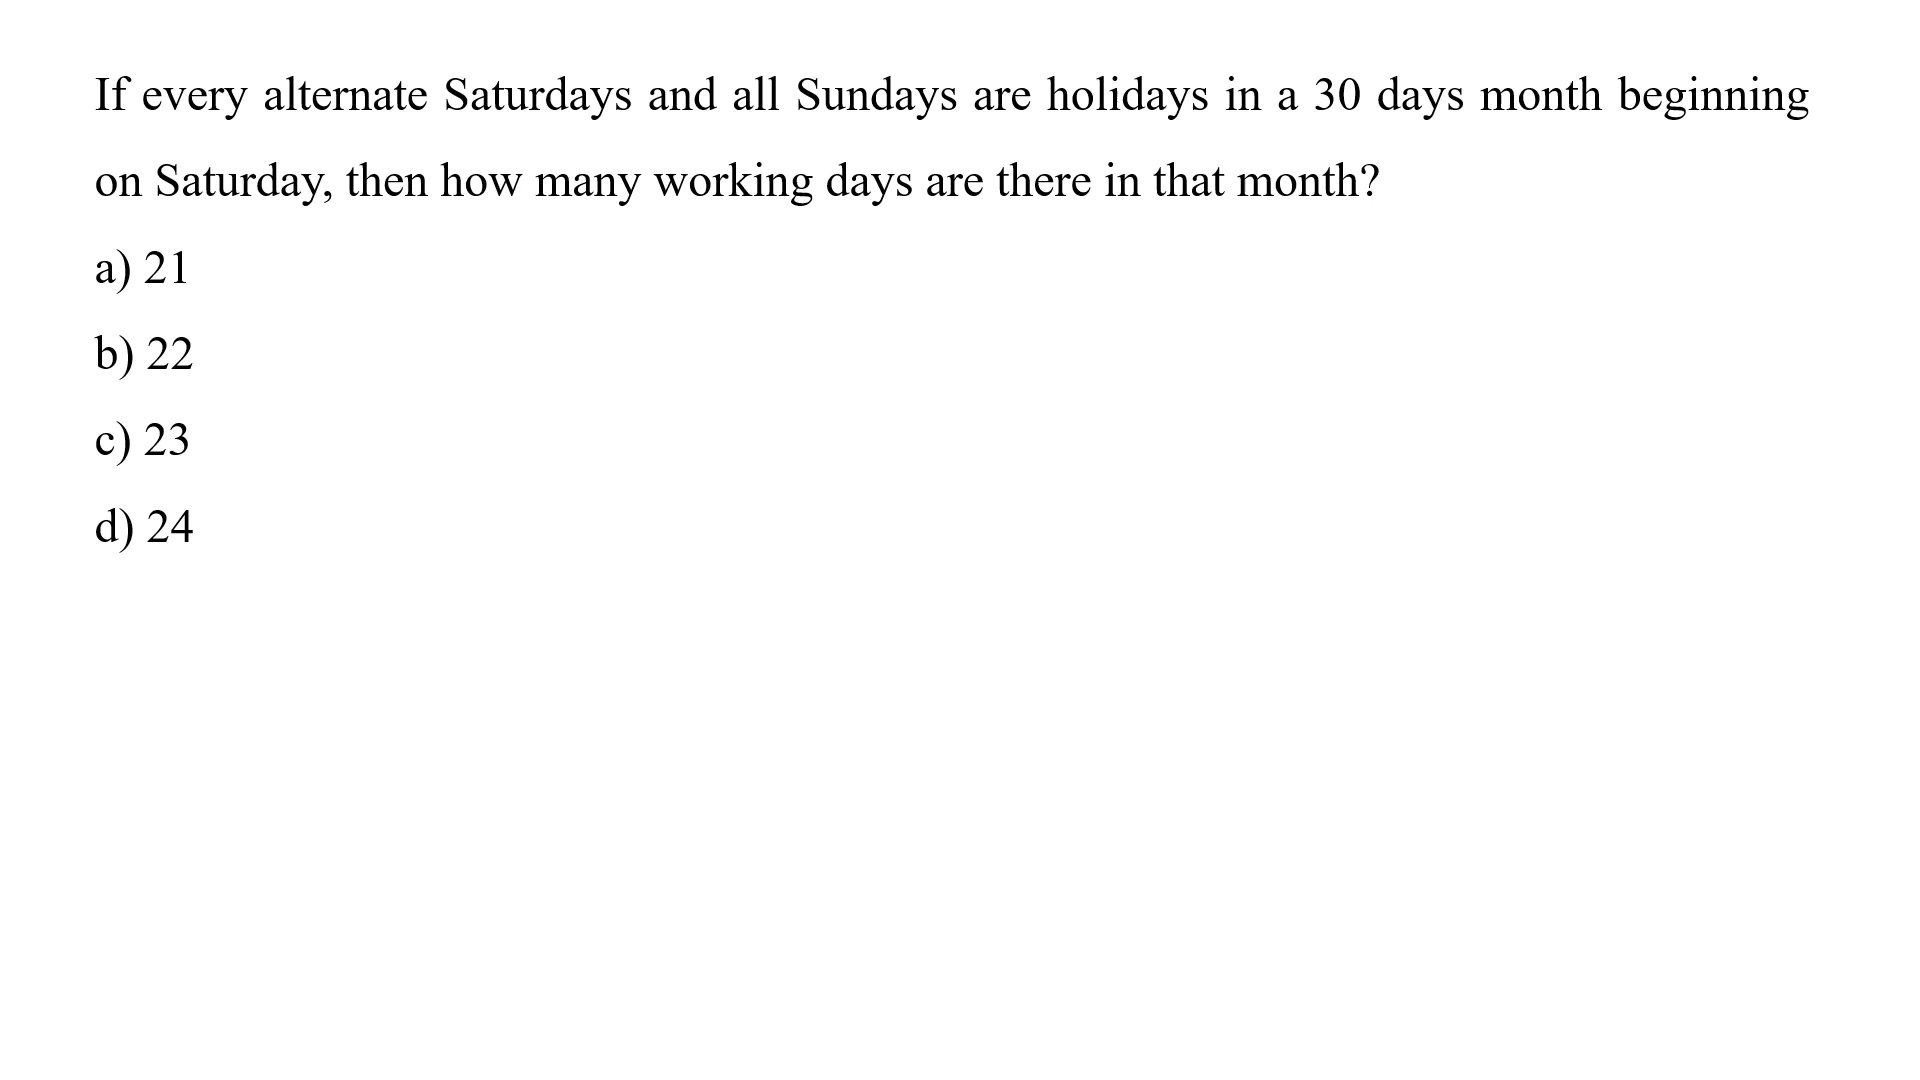 If every alternate Saturdays and all Sundays are holidays in a 30 days month beginning
on Saturday, then how many working days are there in that month?
a) 21
b) 22
c) 23
d) 24